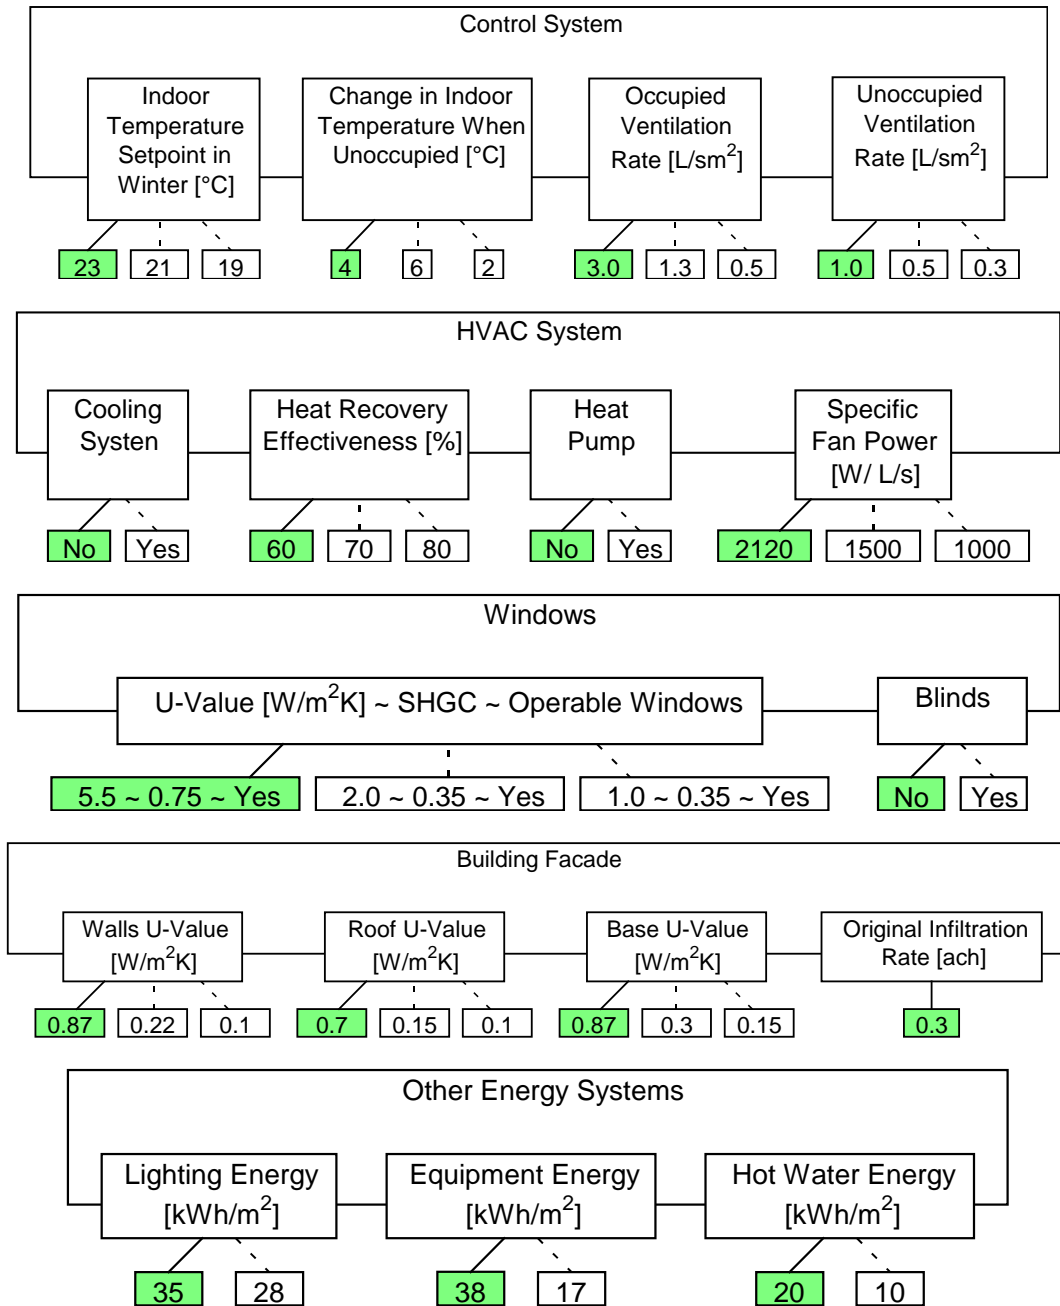 Control System
Indoor
Temperature
Setpoint in
Winter [°C]
Change in Indoor
Temperature When
Unoccupied [°C]
Occupied
Ventilation
Rate [L/sm²]
Unoccupied
Ventilation
Rate [L/sm²]
23 21 19 4 6 2 3.0 1.3 0.5 1.0 0.5 0.3
HVAC System
Cooling
Systen
Heat Recovery
Effectiveness [%]
Heat
Pump
Specific
Fan Power
[W/ L/s]
No Yes 60 70 80 No Yes 2120 1500 1000
Windows
U-Value [W/m²K] ~ SHGC ~ Operable Windows
Blinds
5.5 ~ 0.75 ~ Yes 2.0 ~ 0.35 ~ Yes 1.0 ~ 0.35 ~ Yes No Yes
Building Facade
Walls U-Value
[W/m²K]
Roof U-Value
[W/m²K]
Base U-Value
[W/m²K]
Original Infiltration
Rate [ach]
0.87 0.22 0.1 0.7 0.15 0.1 0.87 0.3 0.15 0.3
Other Energy Systems
Lighting Energy
[kWh/m²]
Equipment Energy
[kWh/m²]
Hot Water Energy
[kWh/m²]
35 28 38 17 20 10